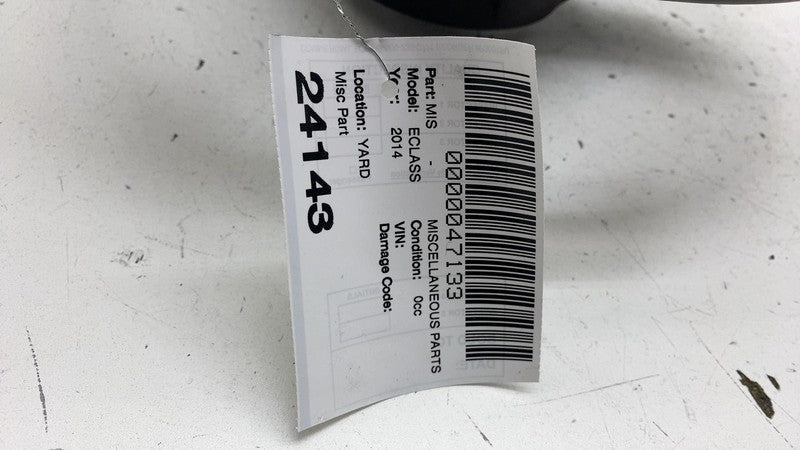 0000047133
Part: MIS - MISCELLANEOUS PARTS
Model: ECLASS Condition: 0cc
Year: 2014 VIN:
Damage Code:
Location: YARD
Misc Part
24143